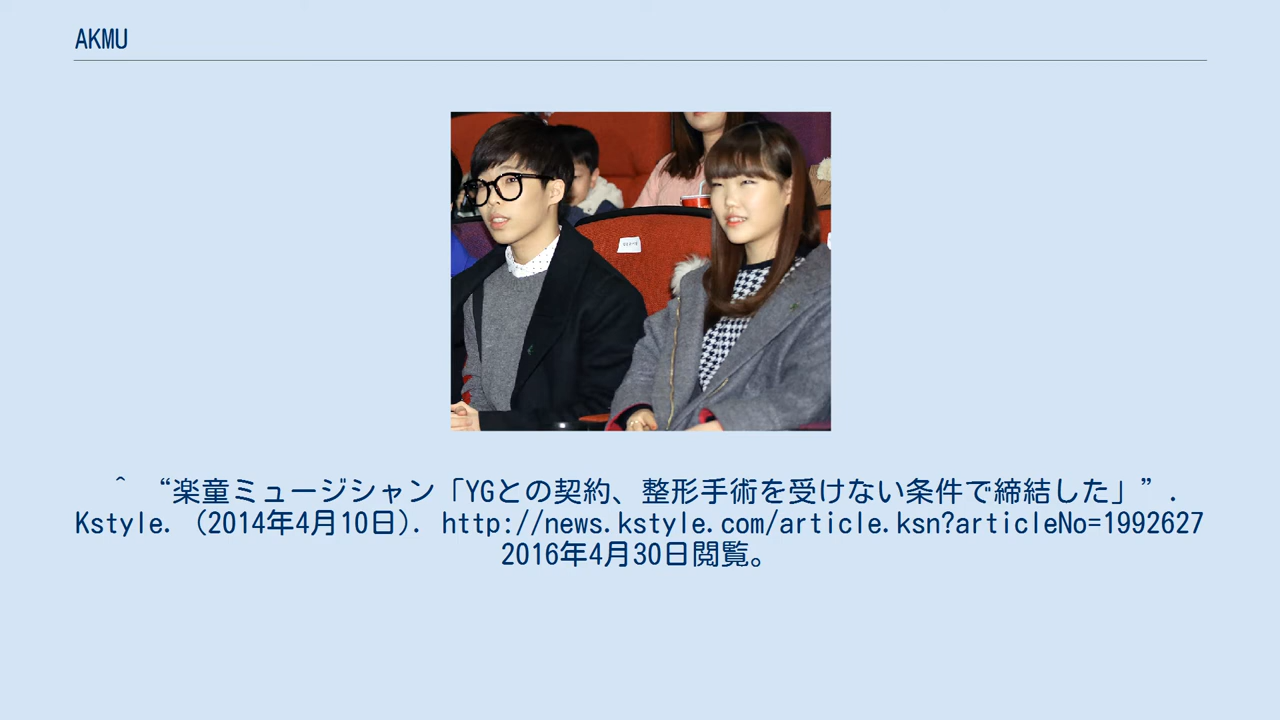 AKMU
^ “楽童ミュージシャン「YGとの契約、整形手術を受けない条件で締結した」”.
Kstyle. (2014年4月10日). http://news.kstyle.com/article.ksn?articleNo=1992627
2016年4月30日閲覧。